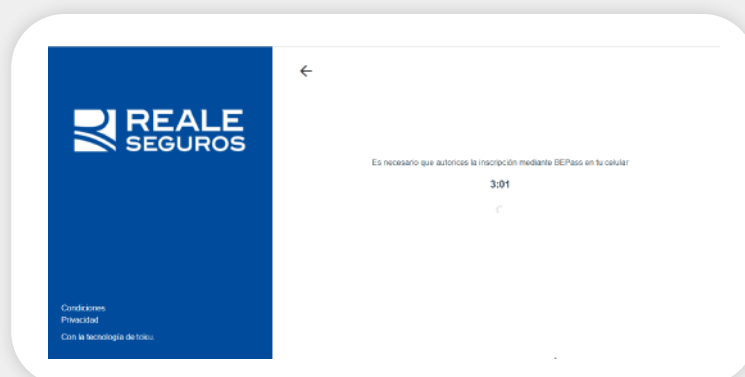 REALE
SEGUROS
Es necesario que autorices la inscripción mediante BEPass en tu celular
3:01
Condiciones
Privacidad
Con la tecnología de toku.